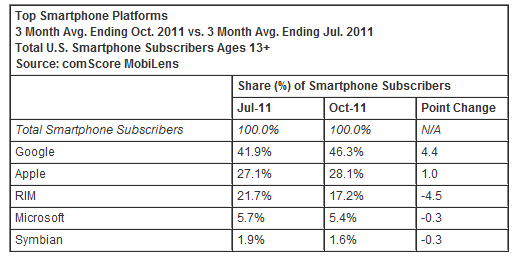 Top Smartphone Platforms
3 Month Avg. Ending Oct. 2011 vs. 3 Month Avg. Ending Jul. 2011
Total U.S. Smartphone Subscribers Ages 13+
Source: comScore MobiLens
Share (%) of Smartphone Subscribers
Jul-11 Oct-11 Point Change
Total Smartphone Subscribers 100.0% 100.0% N/A
Google 41.9% 46.3% 4.4
Apple 27.1% 28.1% 1.0
RIM 21.7% 17.2% -4.5
Microsoft 5.7% 5.4% -0.3
Symbian 1.9% 1.6% -0.3